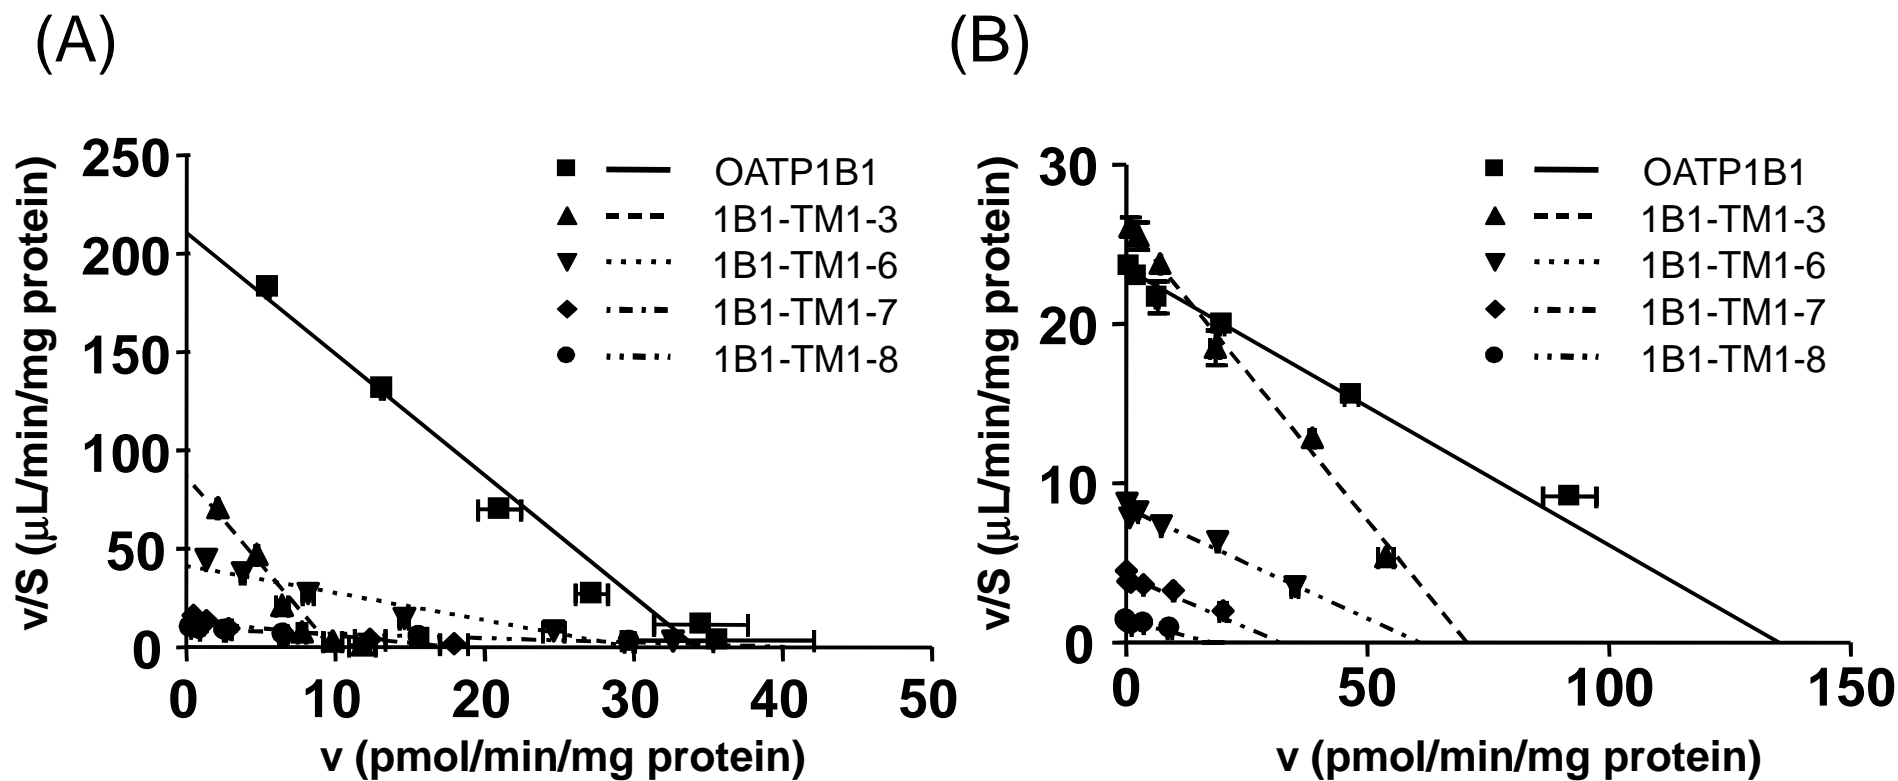 (A)
v/S (μL/min/mg protein)
250
200
150
100
50
0
0 10 20 30 40 50
v (pmol/min/mg protein)
OATP1B1
1B1-TM1-3
1B1-TM1-6
1B1-TM1-7
1B1-TM1-8
(B)
v/S (μL/min/mg protein)
30
20
10
0
0 50 100 150
v (pmol/min/mg protein)
OATP1B1
1B1-TM1-3
1B1-TM1-6
1B1-TM1-7
1B1-TM1-8